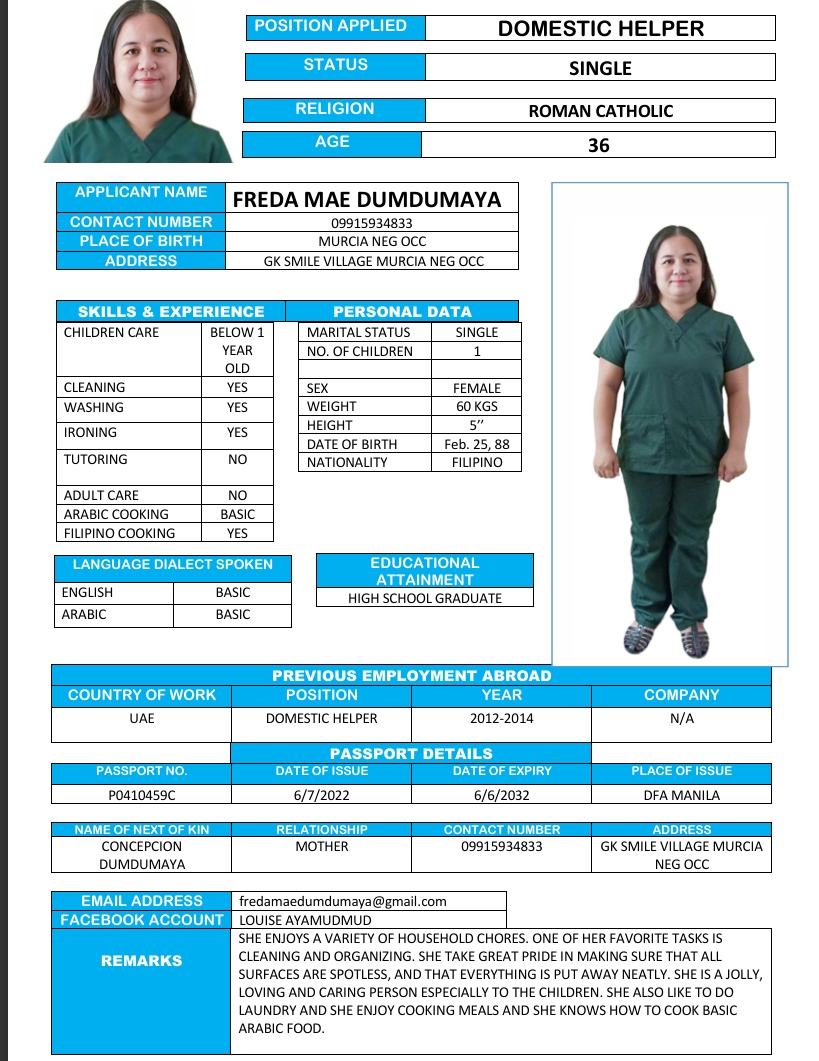 POSITION APPLIED DOMESTIC HELPER
STATUS SINGLE
RELIGION ROMAN CATHOLIC
AGE 36
APPLICANT NAME FREDA MAE DUMDUMAYA
CONTACT NUMBER 09915934833
PLACE OF BIRTH MURCIA NEG OCC
ADDRESS GK SMILE VILLAGE MURCIA NEG OCC
SKILLS & EXPERIENCE
CHILDREN CARE BELOW 1
YEAR
OLD
CLEANING YES
WASHING YES
IRONING YES
TUTORING NO
ADULT CARE NO
ARABIC COOKING BASIC
FILIPINO COOKING YES
PERSONAL DATA
MARITAL STATUS SINGLE
NO. OF CHILDREN 1
SEX FEMALE
WEIGHT 60 KGS
HEIGHT 5’’
DATE OF BIRTH Feb. 25, 88
NATIONALITY FILIPINO
LANGUAGE DIALECT SPOKEN
ENGLISH BASIC
ARABIC BASIC
EDUCATIONAL
ATTAINMENT
HIGH SCHOOL GRADUATE
PREVIOUS EMPLOYMENT ABROAD
COUNTRY OF WORK POSITION YEAR COMPANY
UAE DOMESTIC HELPER 2012-2014 N/A
PASSPORT DETAILS
PASSPORT NO. DATE OF ISSUE DATE OF EXPIRY PLACE OF ISSUE
P0410459C 6/7/2022 6/6/2032 DFA MANILA
NAME OF NEXT OF KIN RELATIONSHIP CONTACT NUMBER ADDRESS
CONCEPCION MOTHER 09915934833 GK SMILE VILLAGE MURCIA
DUMDUMAYA NEG OCC
EMAIL ADDRESS fredamaedumdumaya@gmail.com
FACEBOOK ACCOUNT LOUISE AYAMUDMUD
REMARKS
SHE ENJOYS A VARIETY OF HOUSEHOLD CHORES. ONE OF HER FAVORITE TASKS IS
CLEANING AND ORGANIZING. SHE TAKE GREAT PRIDE IN MAKING SURE THAT ALL
SURFACES ARE SPOTLESS, AND THAT EVERYTHING IS PUT AWAY NEATLY. SHE IS A JOLLY,
LOVING AND CARING PERSON ESPECIALLY TO THE CHILDREN. SHE ALSO LIKE TO DO
LAUNDRY AND SHE ENJOY COOKING MEALS AND SHE KNOWS HOW TO COOK BASIC
ARABIC FOOD.